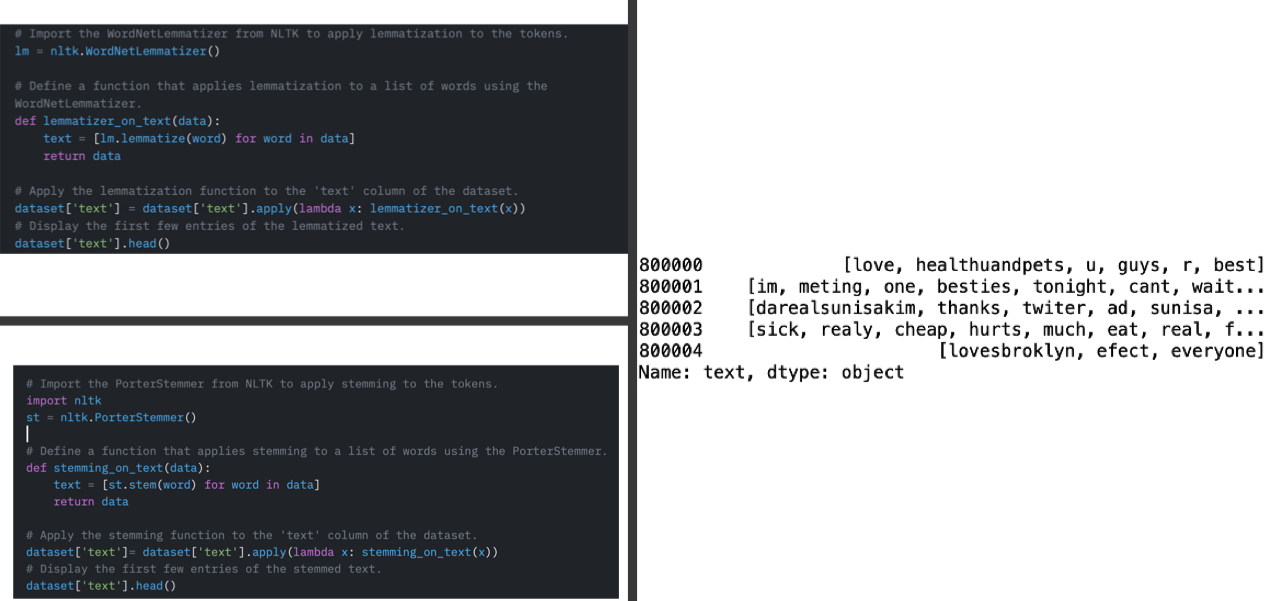 # Import the WordNetLemmatizer from NLTK to apply lemmatization to the tokens.
lm = nltk.WordNetLemmatizer()
# Define a function that applies lemmatization to a list of words using the
WordNetLemmatizer.
def lemmatizer_on_text(data):
    text = [lm.lemmatize(word) for word in data]
    return data
# Apply the lemmatization function to the 'text' column of the dataset.
dataset['text'] = dataset['text'].apply(lambda x: lemmatizer_on_text(x))
# Display the first few entries of the lemmatized text.
dataset['text'].head()
# Import the PorterStemmer from NLTK to apply stemming to the tokens.
import nltk
st = nltk.PorterStemmer()
# Define a function that applies stemming to a list of words using the PorterStemmer.
def stemming_on_text(data):
    text = [st.stem(word) for word in data]
    return data
# Apply the stemming function to the 'text' column of the dataset.
dataset['text']= dataset['text'].apply(lambda x: stemming_on_text(x))
# Display the first few entries of the stemmed text.
dataset['text'].head()
800000 [love, healthuandpets, u, guys, r, best]
800001 [im, meting, one, besties, tonight, cant, wait...
800002 [darealsunisakim, thanks, twiter, ad, sunisa, ...
800003 [sick, realy, cheap, hurts, much, eat, real, f...
800004 [lovesbroklyn, efect, everyone]
Name: text, dtype: object